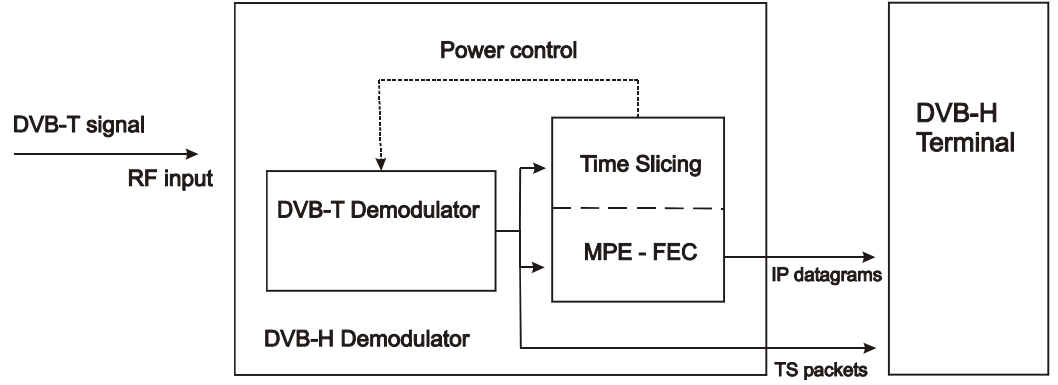 Power control
DVB-T signal
RF input
DVB-T Demodulator
Time Slicing
MPE - FEC
DVB-H Demodulator
IP datagrams
TS packets
DVB-H
Terminal